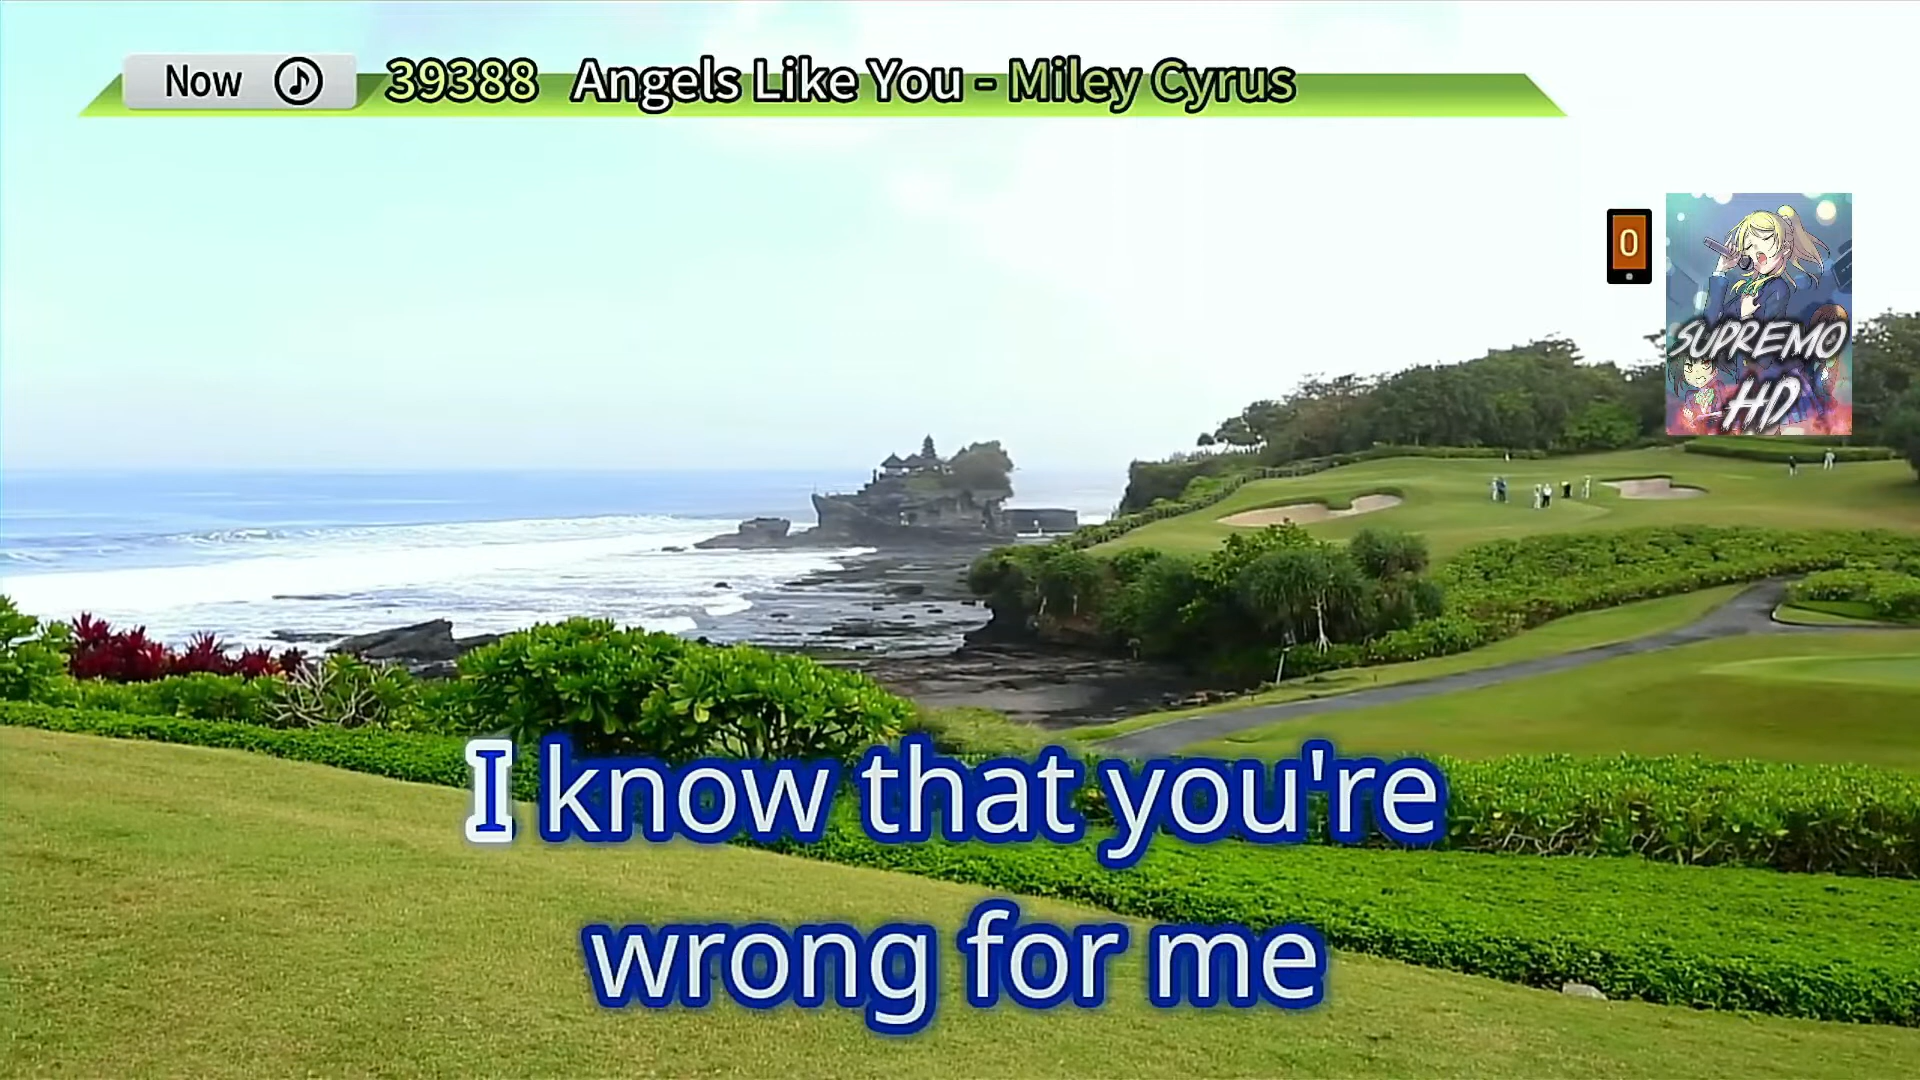 Now 39388 Angels Like You - Miley Cyrus
0
SUPREMO
HD
I know that you're
wrong for me